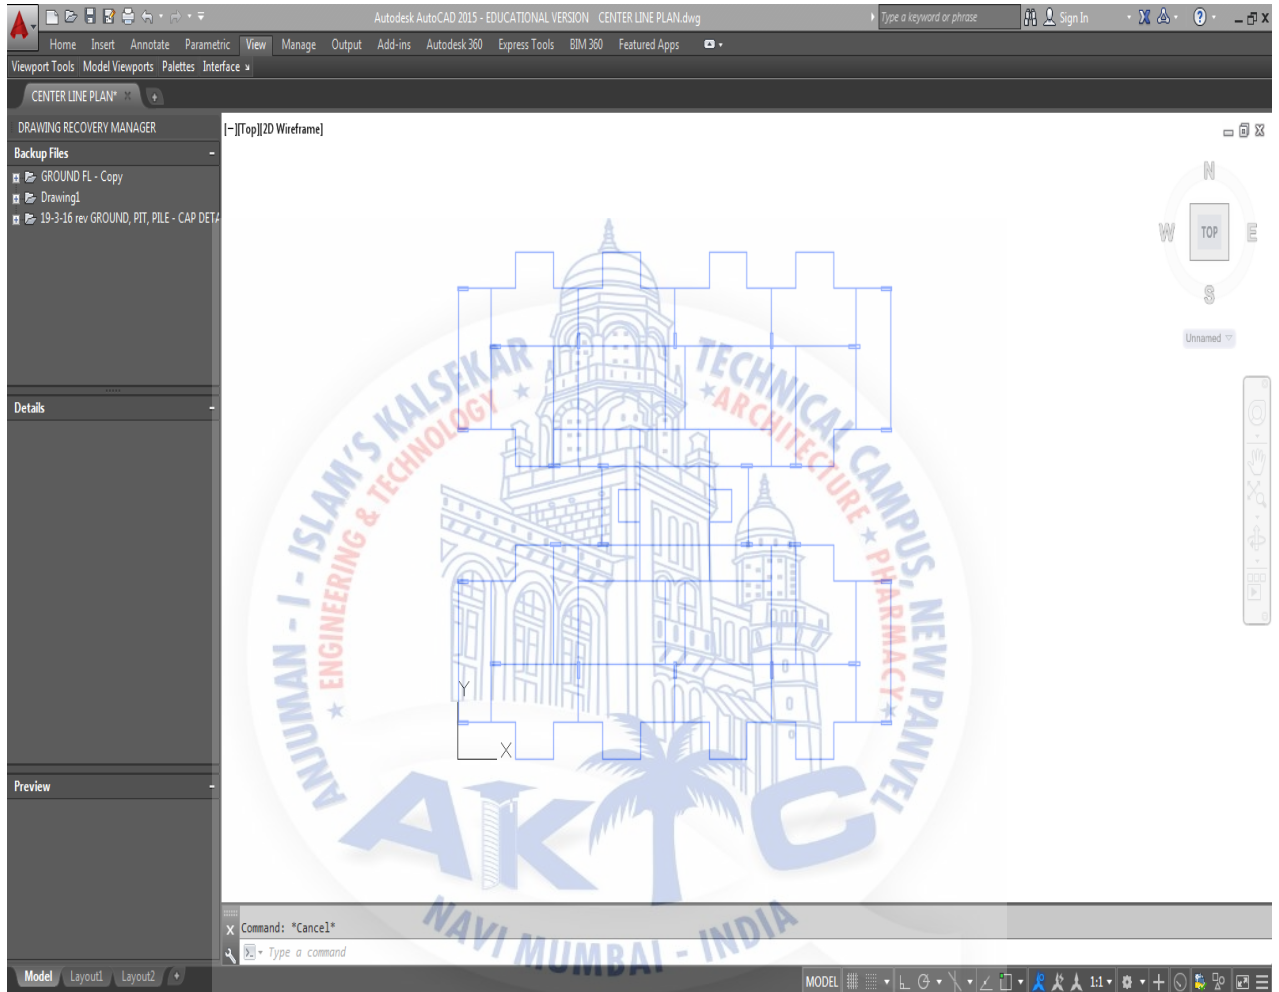 Autodesk AutoCAD 2015 - EDUCATIONAL VERSION CENTER LINE PLAN.dwg
Type a keyword or phrase
Sign In
Home Insert Annotate Parametric View Manage Output Add-ins Autodesk 360 Express Tools BIM 360 Featured Apps
Viewport Tools Model Viewports Palettes Interface
CENTER LINE PLAN*
DRAWING RECOVERY MANAGER
[−][Top][2D Wireframe]
Backup Files
GROUND FL - Copy
Drawing1
19-3-16 rev GROUND, PIT, PILE - CAP DETA
N
W TOP E
S
Unnamed
Details
Preview
Y
X
ANJUMAN - I - ISLAM'S KALSEKAR TECHNICAL CAMPUS, NEW PANVEL
ENGINEERING & TECHNOLOGY ★ ★ ARCHITECTURE ★ PHARMACY ★
AKTC
NAVI MUMBAI - INDIA
Command: *Cancel*
Type a command
Model Layout1 Layout2 +
MODEL 1:1